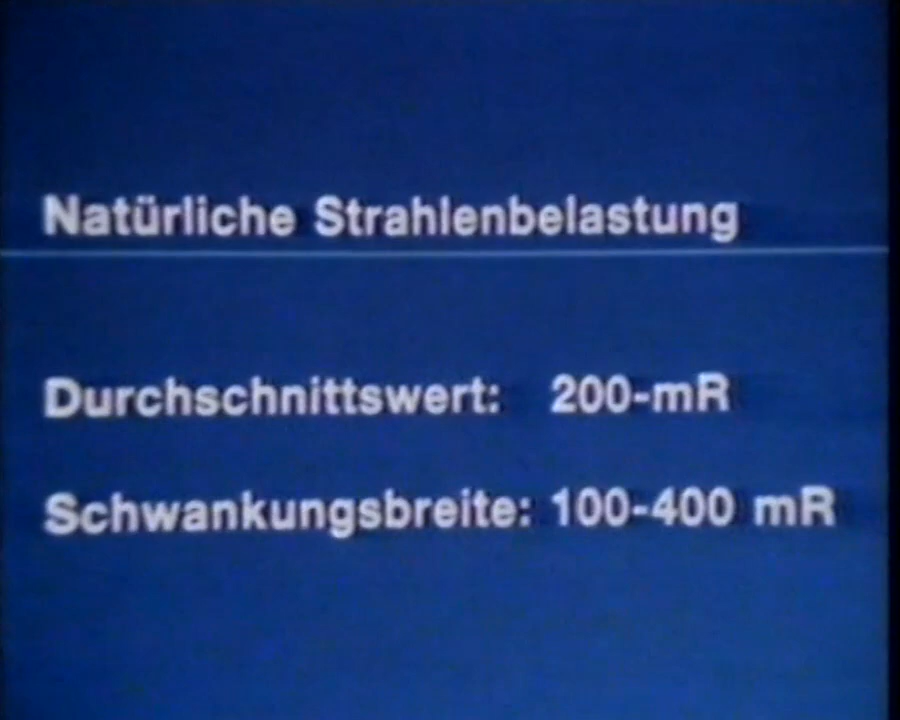 Natürliche Strahlenbelastung
Durchschnittswert: 200-mR
Schwankungsbreite: 100-400 mR